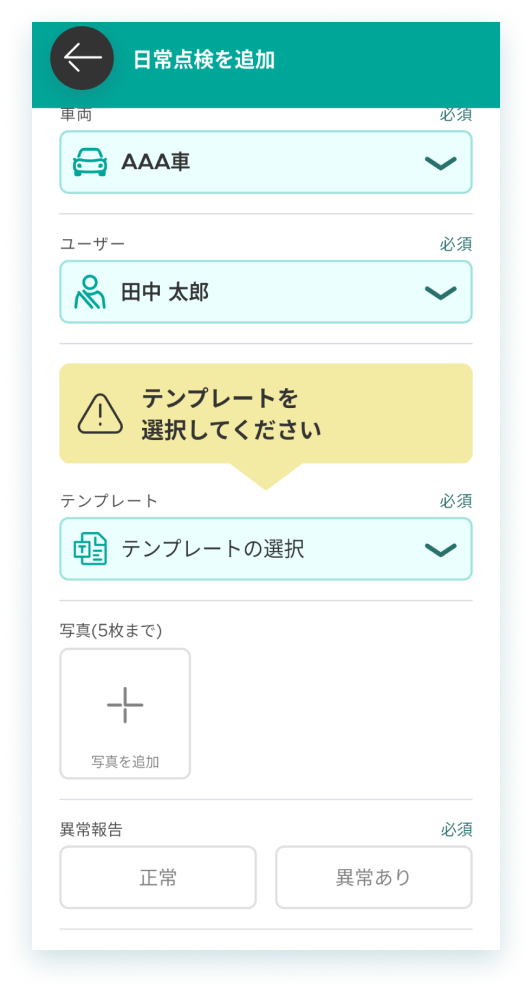 日常点検を追加
車両 必須
AAA車
ユーザー 必須
田中 太郎
テンプレートを
選択してください
テンプレート 必須
テンプレートの選択
写真(5枚まで)
写真を追加
異常報告 必須
正常 異常あり